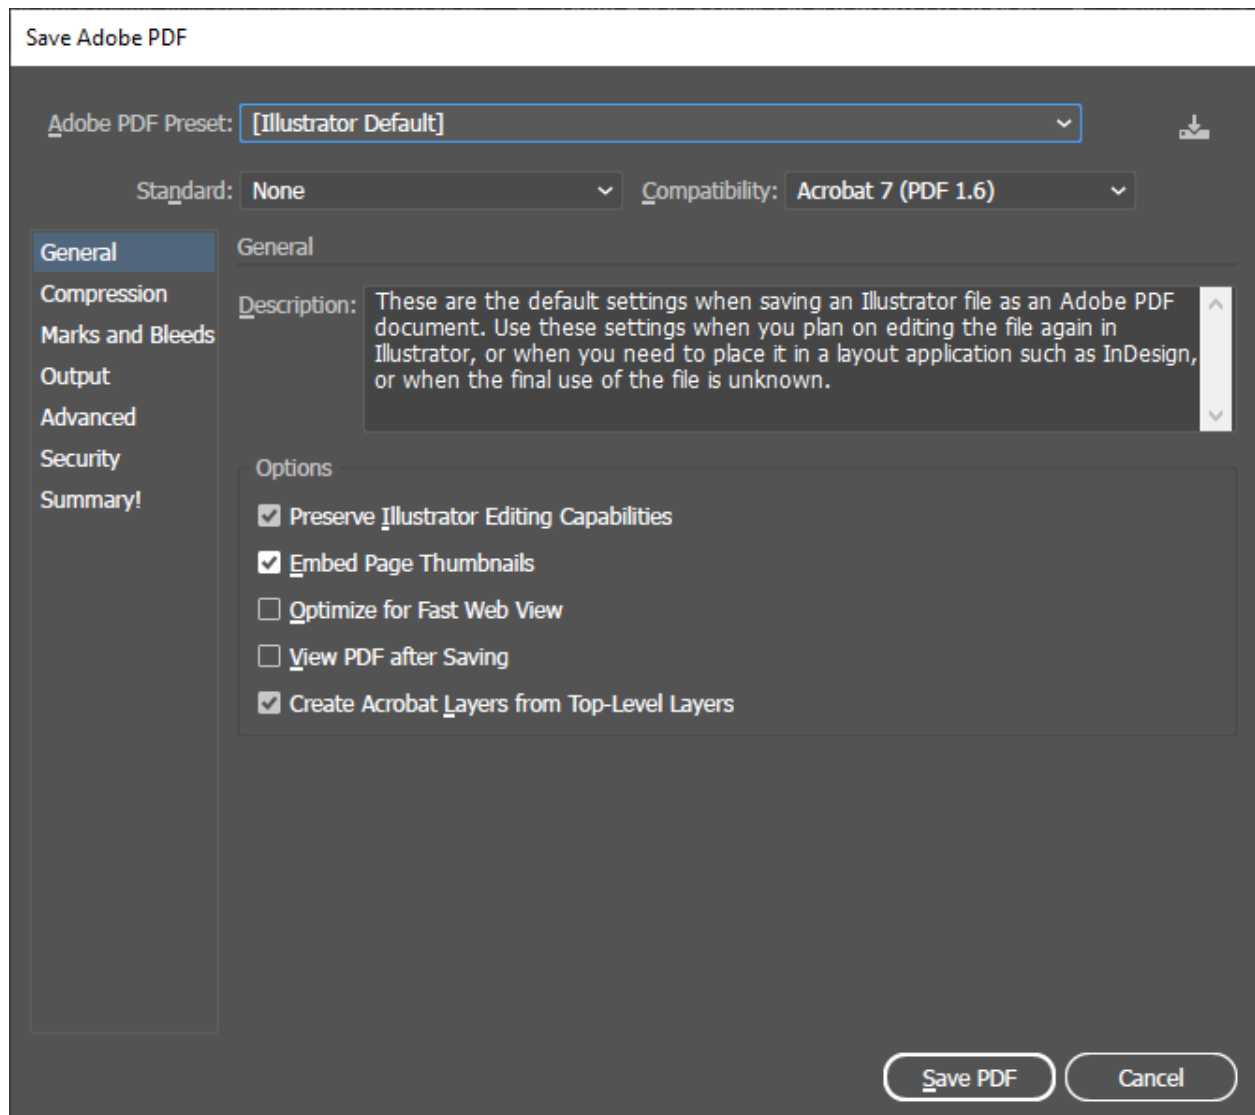 Save Adobe PDF
Adobe PDF Preset: [Illustrator Default]
Standard: None Compatibility: Acrobat 7 (PDF 1.6)
General
Compression
Marks and Bleeds
Output
Advanced
Security
Summary!
General
Description: These are the default settings when saving an Illustrator file as an Adobe PDF
document. Use these settings when you plan on editing the file again in
Illustrator, or when you need to place it in a layout application such as InDesign,
or when the final use of the file is unknown.
Options
Preserve Illustrator Editing Capabilities
Embed Page Thumbnails
Optimize for Fast Web View
View PDF after Saving
Create Acrobat Layers from Top-Level Layers
Save PDF Cancel